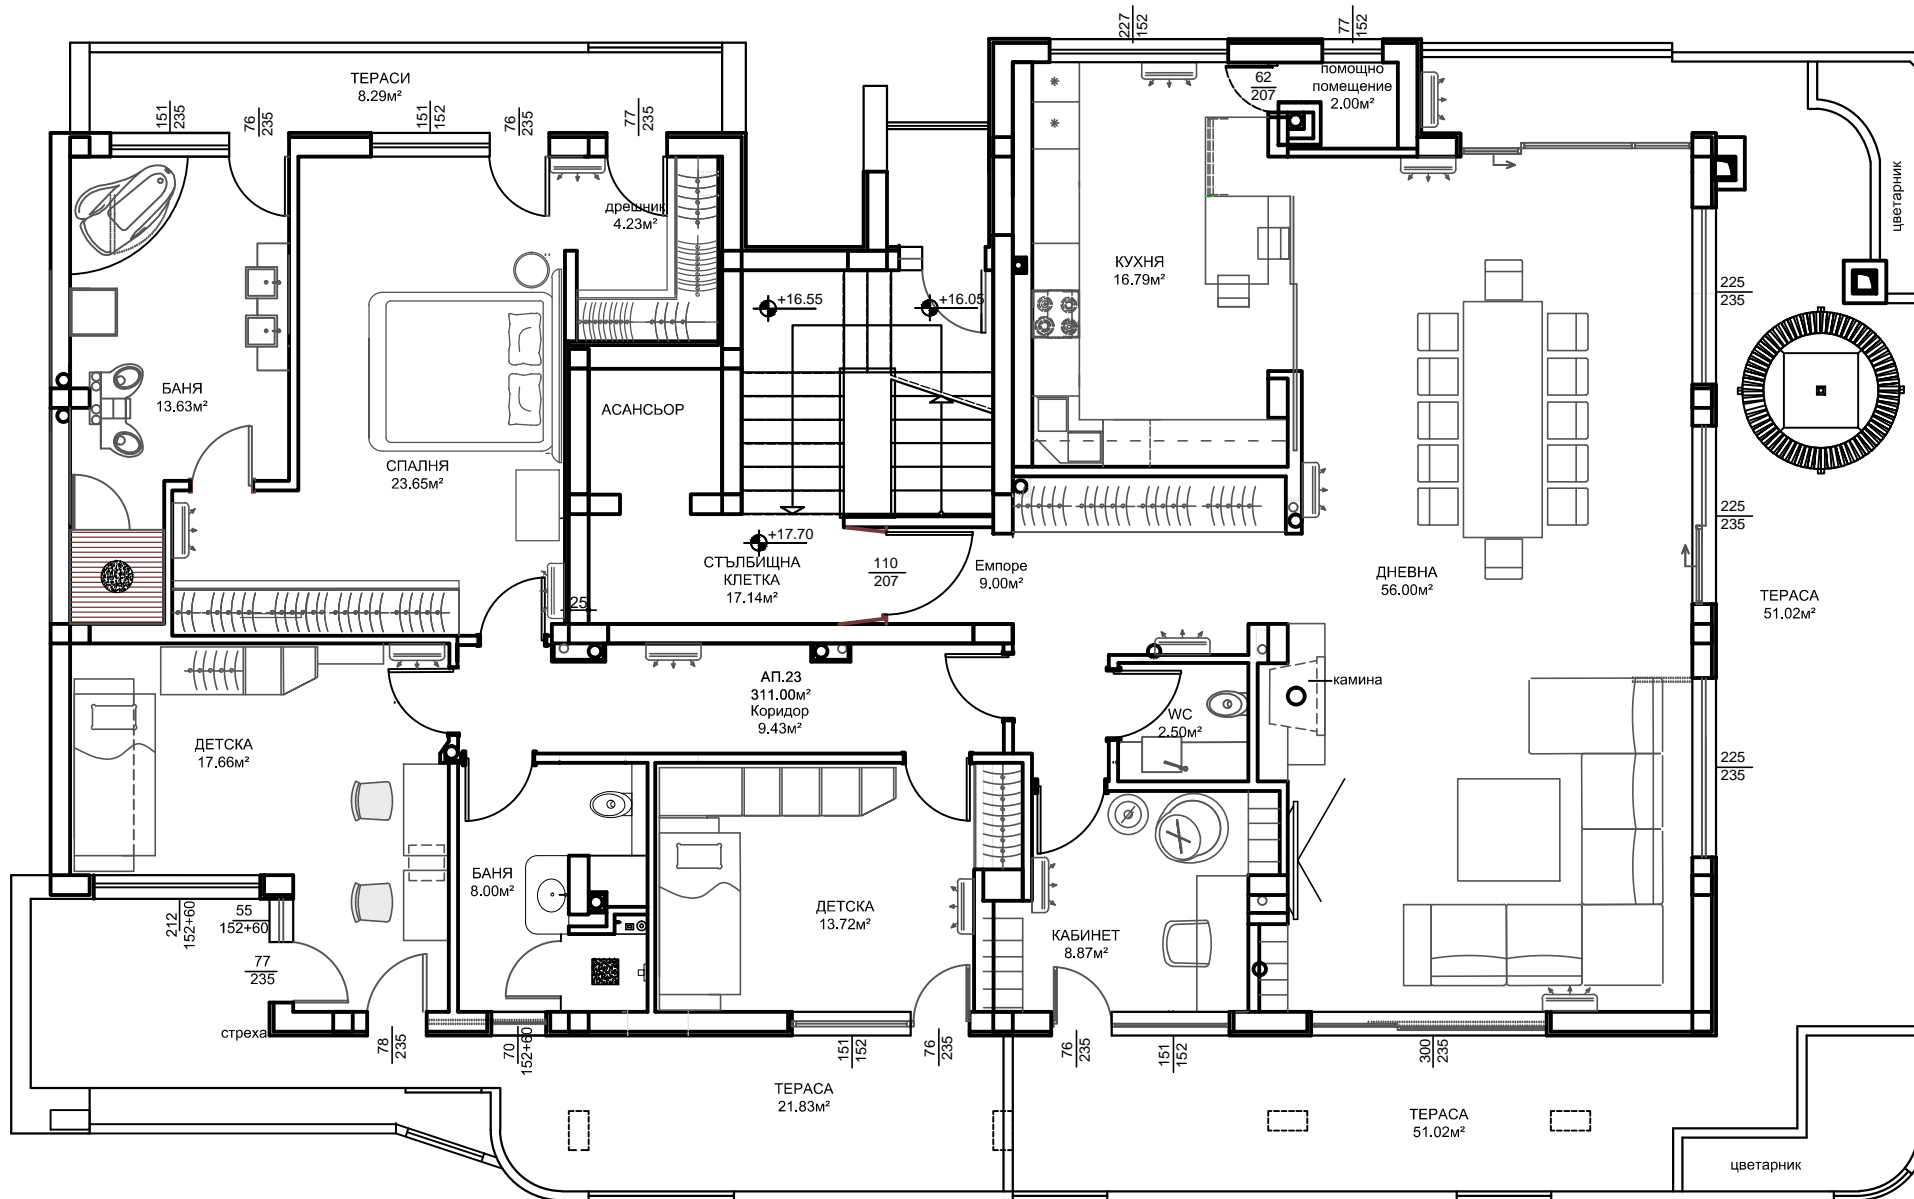 227
152
77
152
ТЕРАСИ
8.29м²
62
207
помощно
помещение
2.00м²
151
235
76
235
151
152
76
235
77
235
цветарник
дрешник
4.23м²
КУХНЯ
16.79м²
225
235
+16.55
+16.05
БАНЯ
13.63м²
АСАНСЬОР
СПАЛНЯ
23.65м²
225
235
+17.70
СТЪЛБИЩНА
КЛЕТКА
17.14м²
110
207
Емпоре
9.00м²
ДНЕВНА
56.00м²
ТЕРАСА
51.02м²
25
АП.23
311.00м²
Коридор
9.43м²
камина
WC
2.50м²
ДЕТСКА
17.66м²
225
235
БАНЯ
8.00м²
ДЕТСКА
13.72м²
КАБИНЕТ
8.87м²
212
152+60
55
152+60
77
235
стреха
78
235
70
152+60
151
152
76
235
76
235
151
152
300
235
ТЕРАСА
21.83м²
ТЕРАСА
51.02м²
цветарник